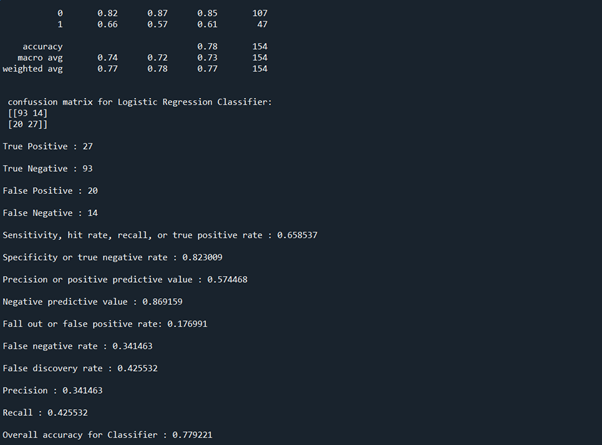 0 0.82 0.87 0.85 107
1 0.66 0.57 0.61 47
accuracy 0.78 154
macro avg 0.74 0.72 0.73 154
weighted avg 0.77 0.78 0.77 154
confussion matrix for Logistic Regression Classifier:
[[93 14]
[20 27]]
True Positive : 27
True Negative : 93
False Positive : 20
False Negative : 14
Sensitivity, hit rate, recall, or true positive rate : 0.658537
Specificity or true negative rate : 0.823009
Precision or positive predictive value : 0.574468
Negative predictive value : 0.869159
Fall out or false positive rate: 0.176991
False negative rate : 0.341463
False discovery rate : 0.425532
Precision : 0.341463
Recall : 0.425532
Overall accuracy for Classifier : 0.779221